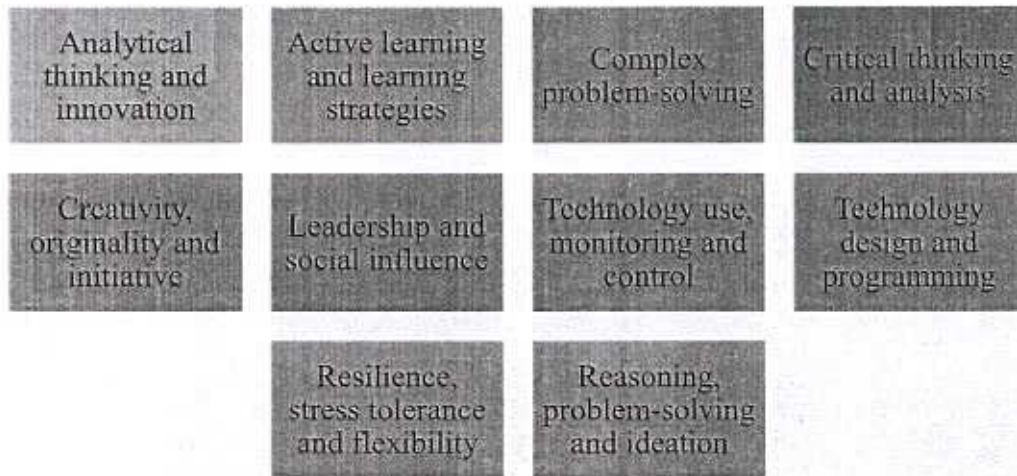 Analytical
thinking and
innovation
Active learning
and learning
strategies
Complex
problem-solving
Critical thinking
and analysis
Creativity,
originality and
initiative
Leadership and
social influence
Technology use,
monitoring and
control
Technology
design and
programming
Resilience,
stress tolerance
and flexibility
Reasoning,
problem-solving
and ideation